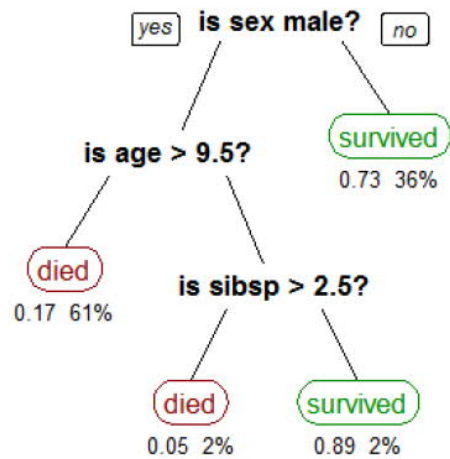 yes is sex male? no
is age > 9.5?
survived
0.73 36%
died
0.17 61%
is sibsp > 2.5?
died
survived
0.05 2%
0.89 2%